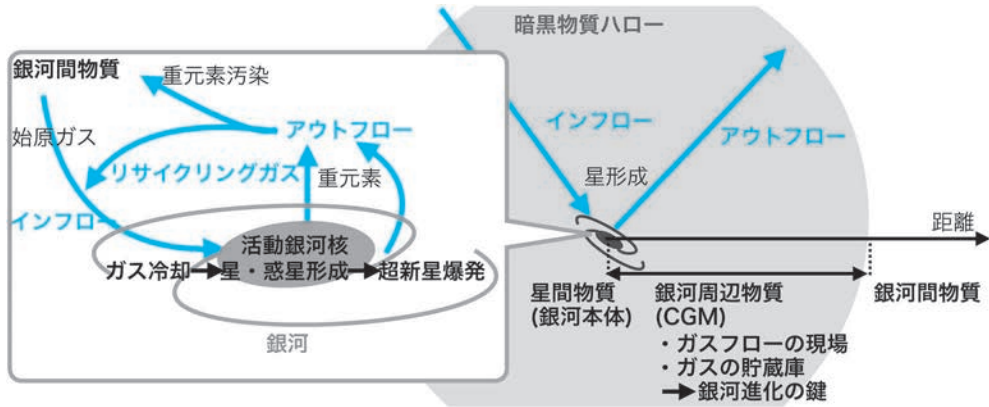 暗黒物質ハロー
銀河間物質
重元素汚染
始原ガス
アウトフロー
リサイクリングガス
重元素
インフロー
活動銀河核
ガス冷却→星・惑星形成→超新星爆発
銀河
インフロー
アウトフロー
星形成
距離
星間物質
(銀河本体)
銀河周辺物質
(CGM)
・ガスフローの現場
・ガスの貯蔵庫
→銀河進化の鍵
銀河間物質